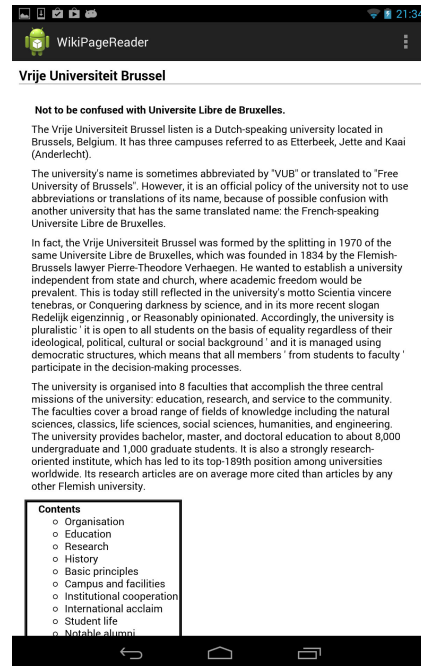 21:34
WikiPageReader
Vrije Universiteit Brussel
Not to be confused with Universite Libre de Bruxelles.
The Vrije Universiteit Brussel listen is a Dutch-speaking university located in
Brussels, Belgium. It has three campuses referred to as Etterbeek, Jette and Kaai
(Anderlecht).
The university's name is sometimes abbreviated by "VUB" or translated to "Free
University of Brussels". However, it is an official policy of the university not to use
abbreviations or translations of its name, because of possible confusion with
another university that has the same translated name: the French-speaking
Universite Libre de Bruxelles.
In fact, the Vrije Universiteit Brussel was formed by the splitting in 1970 of the
same Universite Libre de Bruxelles, which was founded in 1834 by the Flemish-
Brussels lawyer Pierre-Theodore Verhaegen. He wanted to establish a university
independent from state and church, where academic freedom would be
prevalent. This is today still reflected in the university's motto Scientia vincere
tenebras, or Conquering darkness by science, and in its more recent slogan
Redelijk eigenzinnig , or Reasonably opinionated. Accordingly, the university is
pluralistic ' it is open to all students on the basis of equality regardless of their
ideological, political, cultural or social background ' and it is managed using
democratic structures, which means that all members ' from students to faculty '
participate in the decision-making processes.
The university is organised into 8 faculties that accomplish the three central
missions of the university: education, research, and service to the community.
The faculties cover a broad range of fields of knowledge including the natural
sciences, classics, life sciences, social sciences, humanities, and engineering.
The university provides bachelor, master, and doctoral education to about 8,000
undergraduate and 1,000 graduate students. It is also a strongly research-
oriented institute, which has led to its top-189th position among universities
worldwide. Its research articles are on average more cited than articles by any
other Flemish university.
Contents
Organisation
Education
Research
History
Basic principles
Campus and facilities
Institutional cooperation
International acclaim
Student life
Notable alumni